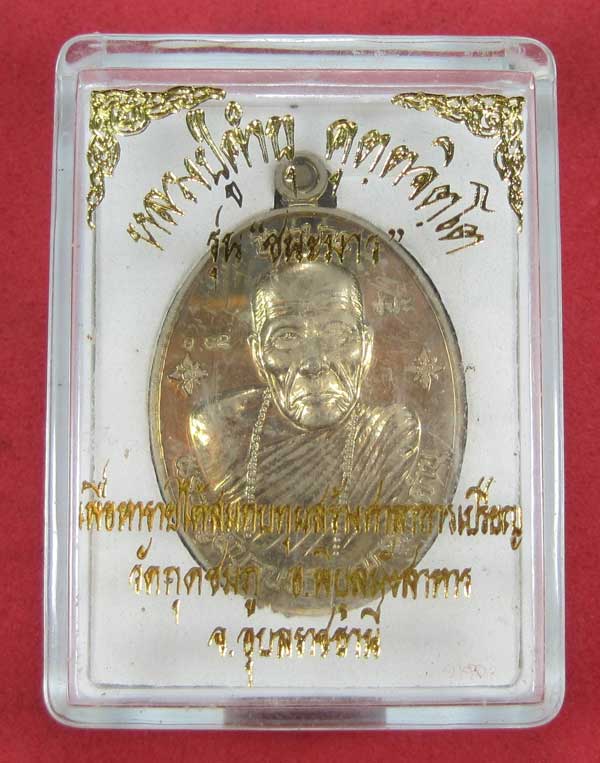 หลวงปู่คำบุ คุตฺตจิตฺโต
รุ่น "ชนะมาร"
เพื่อหารายได้สมทบทุนสร้างศาลาการเปรียญ
วัดกุดชมภู อ.พิบูลมังสาหาร
จ.อุบลราชธานี